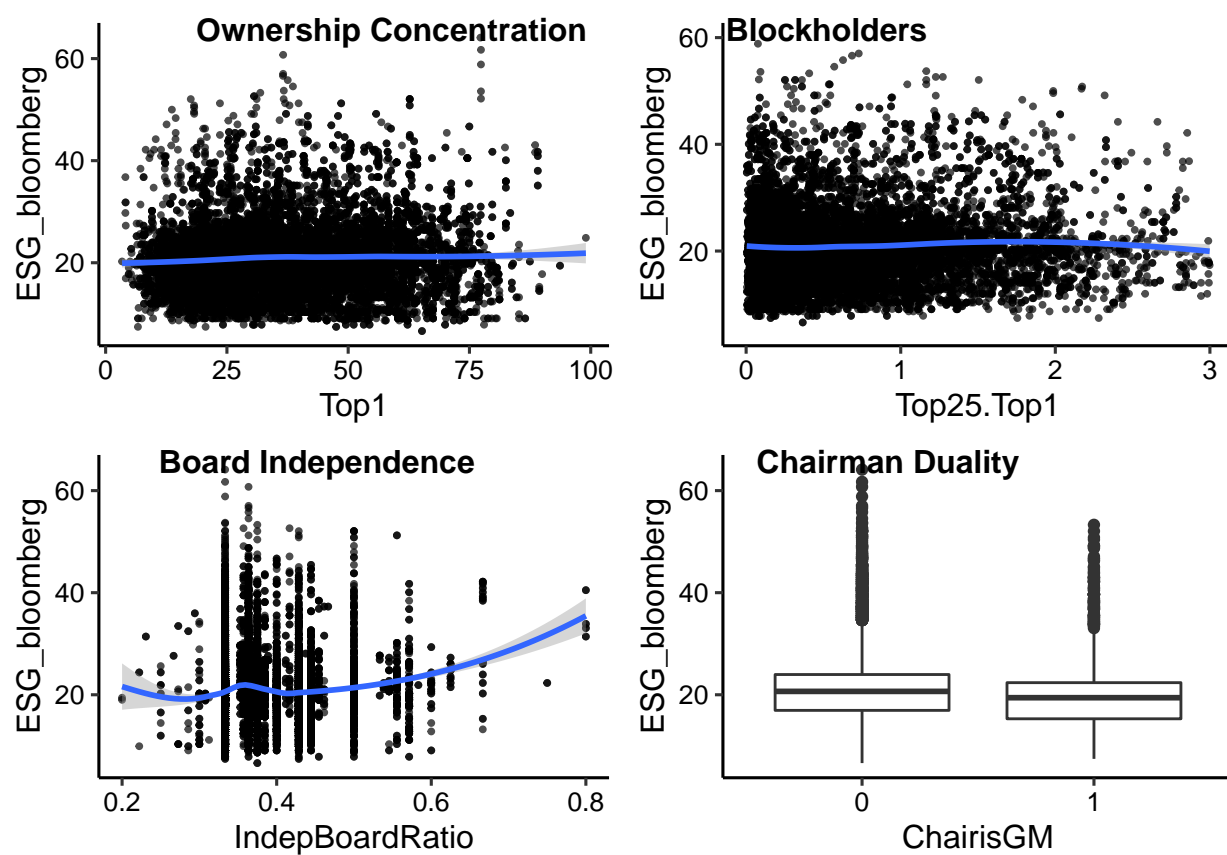 Ownership Concentration
ESG_bloomberg
60
40
20
0 25 50 75 100
Top1
Blockholders
ESG_bloomberg
60
40
20
0 1 2 3
Top25.Top1
Board Independence
ESG_bloomberg
60
40
20
0.2 0.4 0.6 0.8
IndepBoardRatio
Chairman Duality
ESG_bloomberg
60
40
20
0 1
ChairisGM